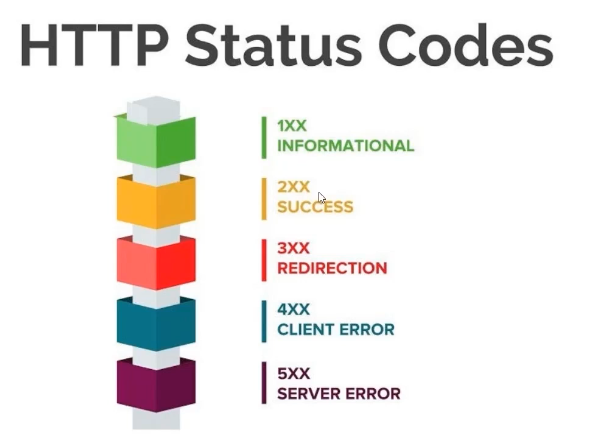 HTTP Status Codes
1XX
INFORMATIONAL
2XX
SUCCESS
3XX
REDIRECTION
4XX
CLIENT ERROR
5XX
SERVER ERROR